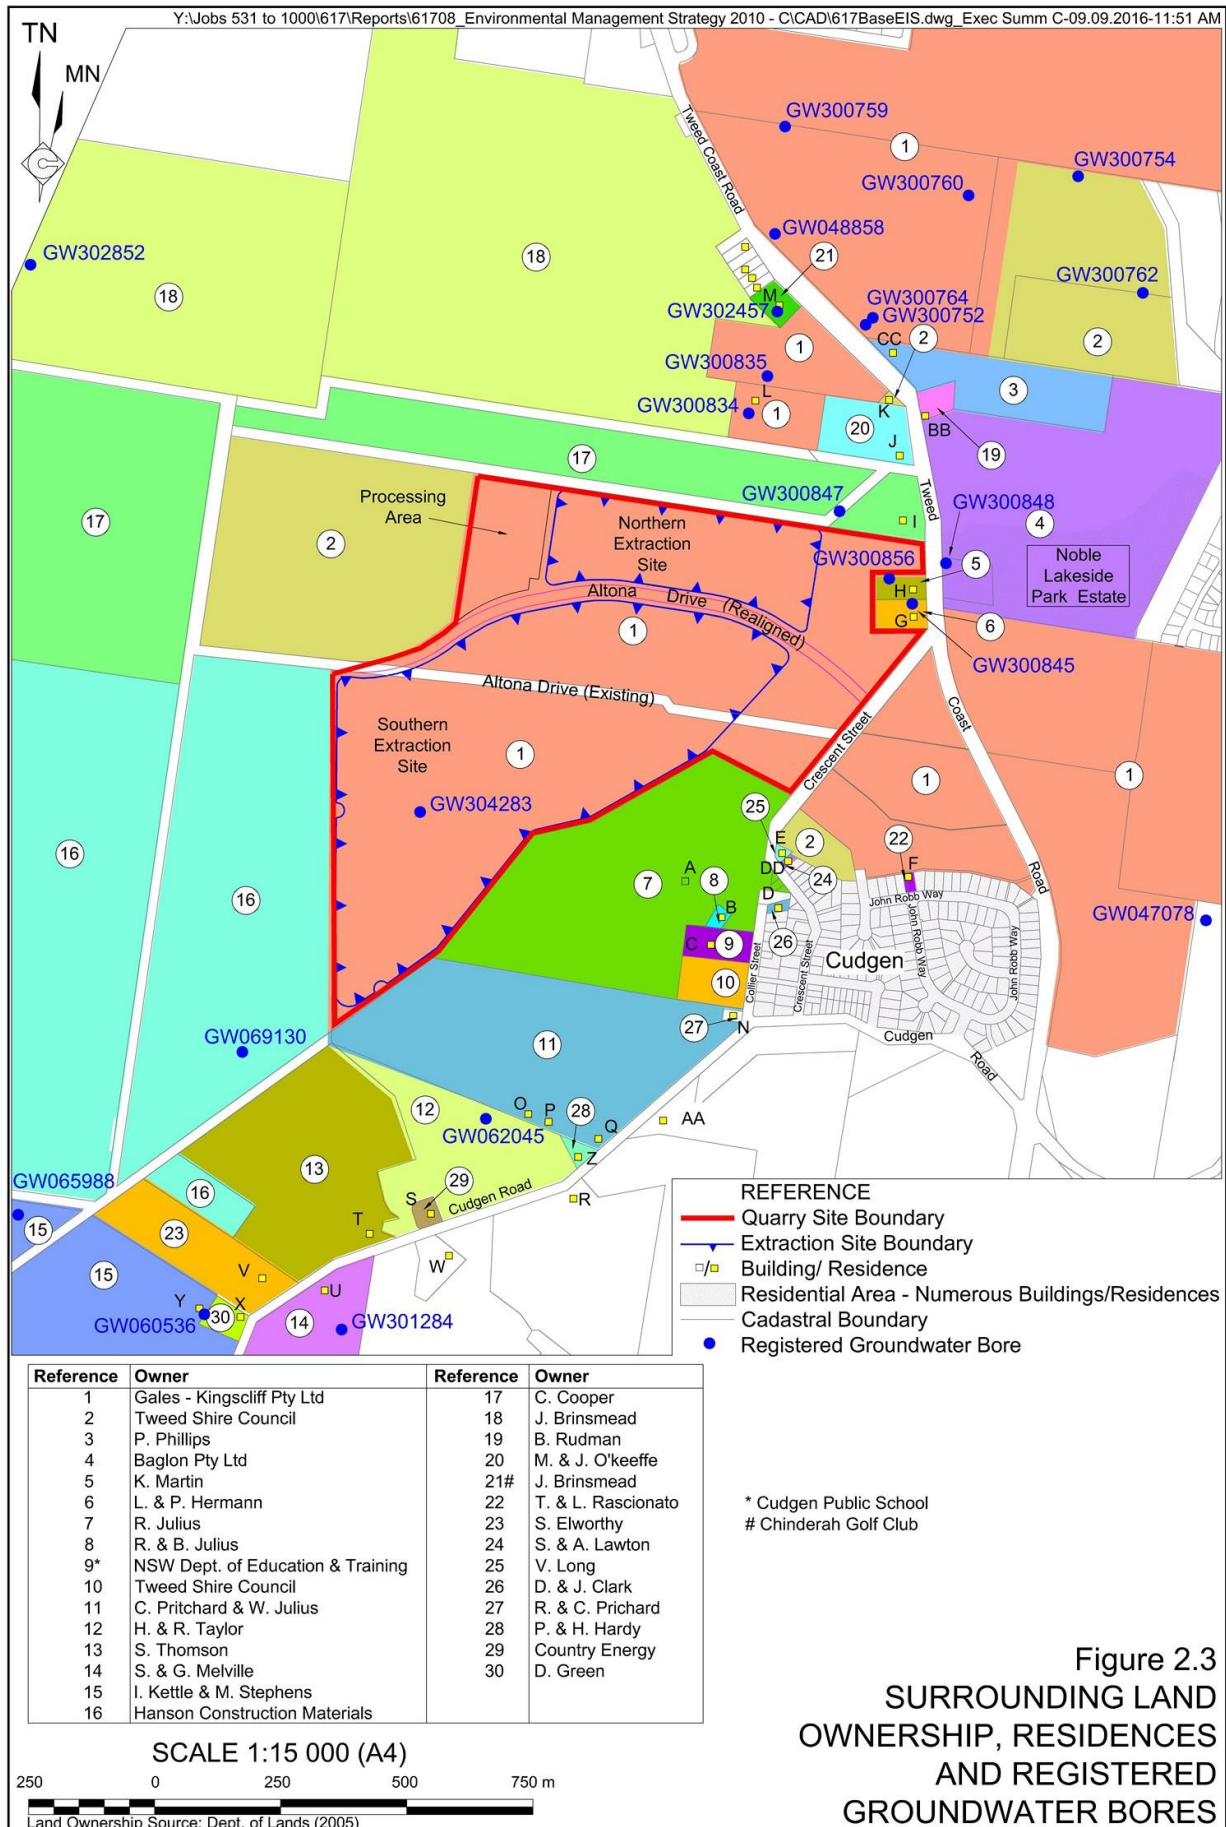 Y:\Jobs 531 to 1000\617\Reports\61708_Environmental Management Strategy 2010 - C\CAD\617BaseEIS.dwg_Exec Summ C-09.09.2016-11:51 AM
TN
MN
GW300759
1
GW300754
GW300760
Tweed Coast Road
GW048858
GW302852
18
21
18
GW300762
M
GW302457
GW300764
GW300752
2
CC
2
1
GW300835
3
L
GW300834
1
K
20
BB
J
19
17
Processing
Area
GW300847
Tweed
GW300848
17
Northern
Extraction
Site
I
4
2
GW300856
5
Noble
Lakeside
Park Estate
H
Altona Drive (Realigned)
1
G
6
GW300845
Altona Drive (Existing)
Coast
Southern
Extraction
Site
1
Crescent Street
1
1
GW304283
25
E
2
22
F
16
DD
24
A
7
8
D
John Robb Way
16
B
GW047078
C
9
26
John Robb Way
John Robb Way
Cudgen
10
Collier Street
Crescent Street
27
N
Cudgen
Road
Road
GW069130
11
12
O
P
28
AA
GW062045
Q
13
Z
GW065988
16
29
S
Cudgen Road
R
15
23
T
W
15
V
U
Y
X
30
14
GW060536
GW301284
REFERENCE
Quarry Site Boundary
Extraction Site Boundary
/ Building/ Residence
Residential Area - Numerous Buildings/Residences
Cadastral Boundary
Registered Groundwater Bore
Reference Owner Reference Owner
1 Gales - Kingscliff Pty Ltd 17 C. Cooper
2 Tweed Shire Council 18 J. Brinsmead
3 P. Phillips 19 B. Rudman
4 Baglon Pty Ltd 20 M. & J. O'keeffe
5 K. Martin 21# J. Brinsmead
6 L. & P. Hermann 22 T. & L. Rascionato
7 R. Julius 23 S. Elworthy
8 R. & B. Julius 24 S. & A. Lawton
9* NSW Dept. of Education & Training 25 V. Long
10 Tweed Shire Council 26 D. & J. Clark
11 C. Pritchard & W. Julius 27 R. & C. Prichard
12 H. & R. Taylor 28 P. & H. Hardy
13 S. Thomson 29 Country Energy
14 S. & G. Melville 30 D. Green
15 I. Kettle & M. Stephens
16 Hanson Construction Materials
* Cudgen Public School
# Chinderah Golf Club
SCALE 1:15 000 (A4)
250 0 250 500 750 m
Land Ownership Source: Dept. of Lands (2005)
Figure 2.3
SURROUNDING LAND
OWNERSHIP, RESIDENCES
AND REGISTERED
GROUNDWATER BORES